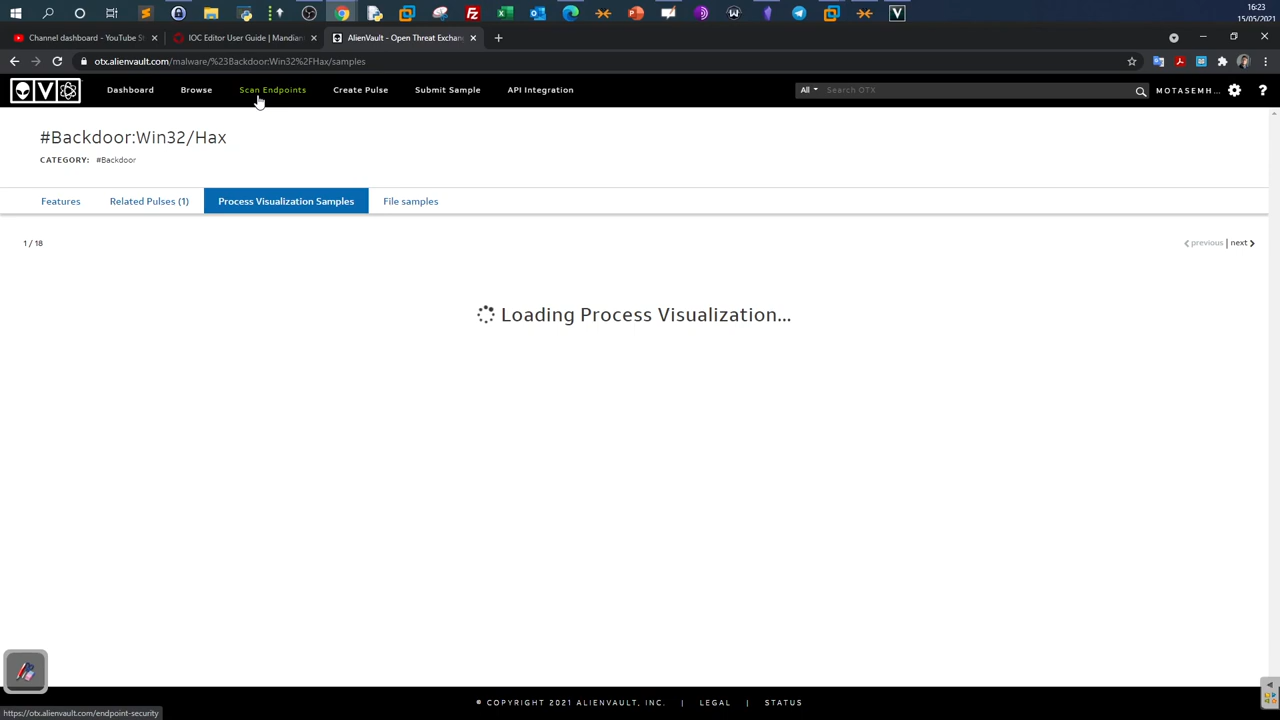 16:23
15/05/2021
Channel dashboard - YouTube St
IOC Editor User Guide | Mandian
AlienVault - Open Threat Exchan
otx.alienvault.com/malware/%23Backdoor:Win32%2FHax/samples
Dashboard
Browse
Scan Endpoints
Create Pulse
Submit Sample
API Integration
All
Search OTX
MOTASEMH...
#Backdoor:Win32/Hax
CATEGORY: #Backdoor
Features
Related Pulses (1)
Process Visualization Samples
File samples
1 / 18
previous | next
Loading Process Visualization...
© COPYRIGHT 2021 ALIENVAULT, INC. | LEGAL | STATUS
https://otx.alienvault.com/endpoint-security